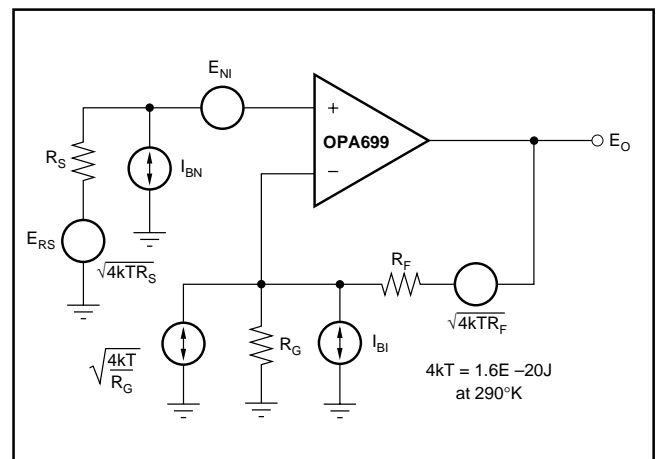 E_NI
+
OPA699
−
E_O
R_S
I_BN
E_RS
√4kTR_S
R_F
√4kTR_F
√4kT/R_G
R_G
I_BI
4kT = 1.6E −20J
at 290°K